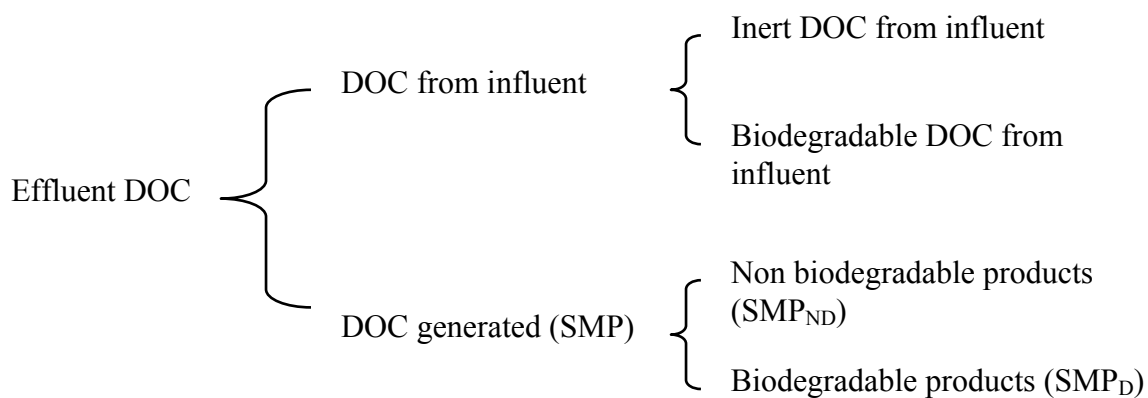 Effluent DOC
DOC from influent
Inert DOC from influent
Biodegradable DOC from
influent
DOC generated (SMP)
Non biodegradable products
(SMP_ND)
Biodegradable products (SMP_D)